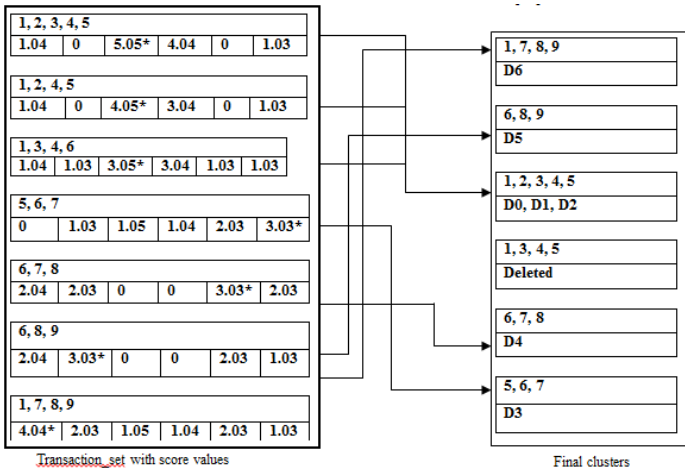 1, 2, 3, 4, 5
1.04 0 5.05* 4.04 0 1.03
1, 2, 4, 5
1.04 0 4.05* 3.04 0 1.03
1, 3, 4, 6
1.04 1.03 3.05* 3.04 1.03 1.03
5, 6, 7
0 1.03 1.05 1.04 2.03 3.03*
6, 7, 8
2.04 2.03 0 0 3.03* 2.03
6, 8, 9
2.04 3.03* 0 0 2.03 1.03
1, 7, 8, 9
4.04* 2.03 1.05 1.04 2.03 1.03
Transaction_set with score values
1, 7, 8, 9
D6
6, 8, 9
D5
1, 2, 3, 4, 5
D0, D1, D2
1, 3, 4, 5
Deleted
6, 7, 8
D4
5, 6, 7
D3
Final clusters